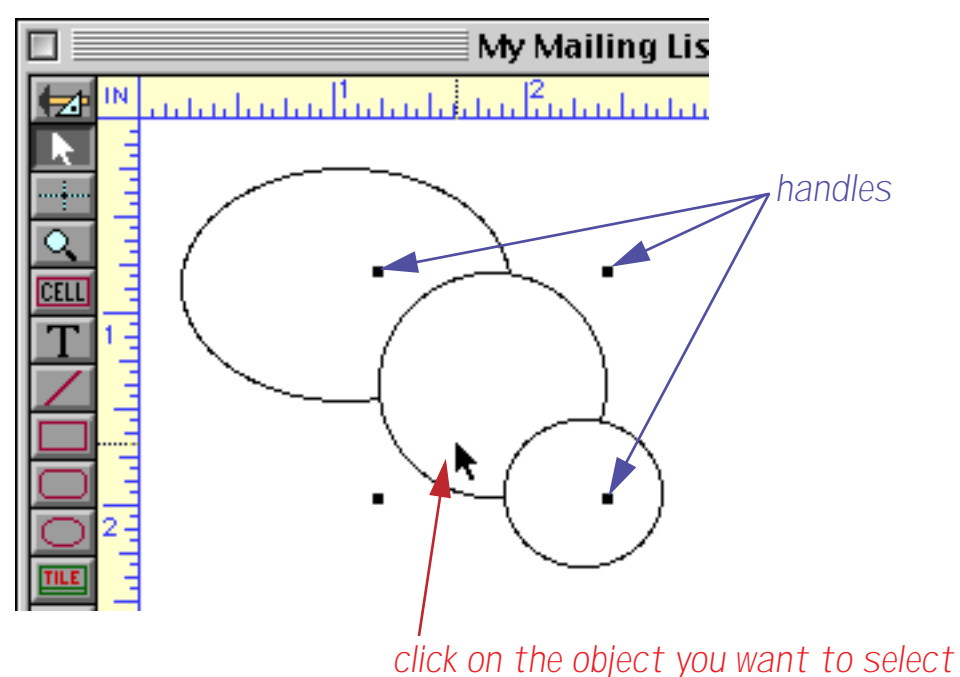 My Mailing Lis
IN 1 2
handles
CELL
T
1
2
TILE
click on the object you want to select